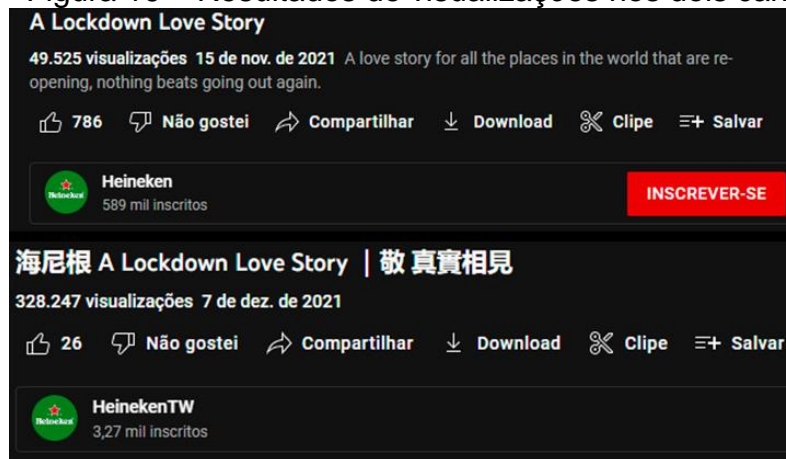 A Lockdown Love Story
49.525 visualizações 15 de nov. de 2021 A love story for all the places in the world that are re-
opening, nothing beats going out again.
786 Não gostei Compartilhar Download Clipe Salvar
Heineken
Heineken
589 mil inscritos
INSCREVER-SE
海尼根 A Lockdown Love Story｜敬 真實相見
328.247 visualizações 7 de dez. de 2021
26 Não gostei Compartilhar Download Clipe Salvar
Heineken
HeinekenTW
3,27 mil inscritos